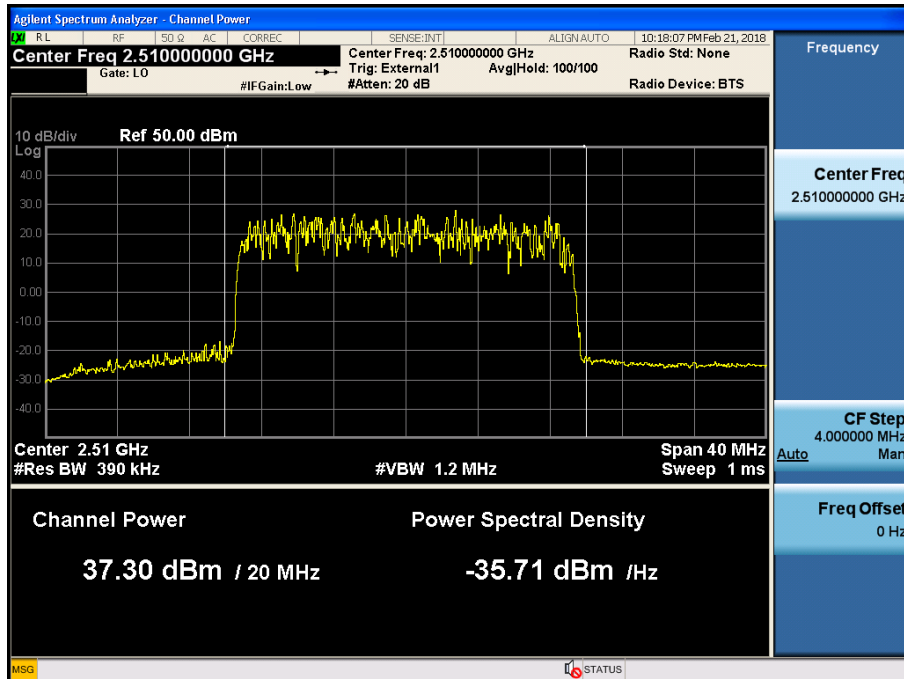 Agilent Spectrum Analyzer - Channel Power
LXI RL RF 50 Ω AC CORREC SENSE:INT ALIGN AUTO 10:18:07 PM Feb 21, 2018
Center Freq 2.510000000 GHz
Center Freq: 2.510000000 GHz
Radio Std: None
Gate: LO
Trig: External1
Avg|Hold: 100/100
#IFGain:Low
#Atten: 20 dB
Radio Device: BTS
10 dB/div
Ref 50.00 dBm
Log
40.0
30.0
20.0
10.0
0.00
-10.0
-20.0
-30.0
-40.0
Center 2.51 GHz
Span 40 MHz
#Res BW 390 kHz
#VBW 1.2 MHz
Sweep 1 ms
Channel Power
Power Spectral Density
37.30 dBm / 20 MHz
-35.71 dBm /Hz
MSG
STATUS
Frequency
Center Freq
2.510000000 GHz
CF Step
4.000000 MHz
Auto Man
Freq Offset
0 Hz